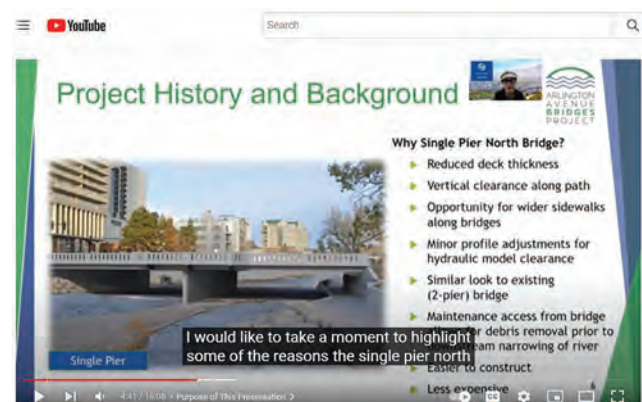 YouTube
Search
Project History and Background
ARLINGTON
AVENUE
BRIDGES
PROJECT
Why Single Pier North Bridge?
Reduced deck thickness
Vertical clearance along path
Opportunity for wider sidewalks
along bridges
Minor profile adjustments for
hydraulic model clearance
Similar look to existing
(2-pier) bridge
Maintenance access from bridge
for debris removal prior to
narrowing of river
Easier to construct
Less expensive
Single Pier
I would like to take a moment to highlight
some of the reasons the single pier north
4:41 / 16:08 • Purpose of This Presentation >
CC